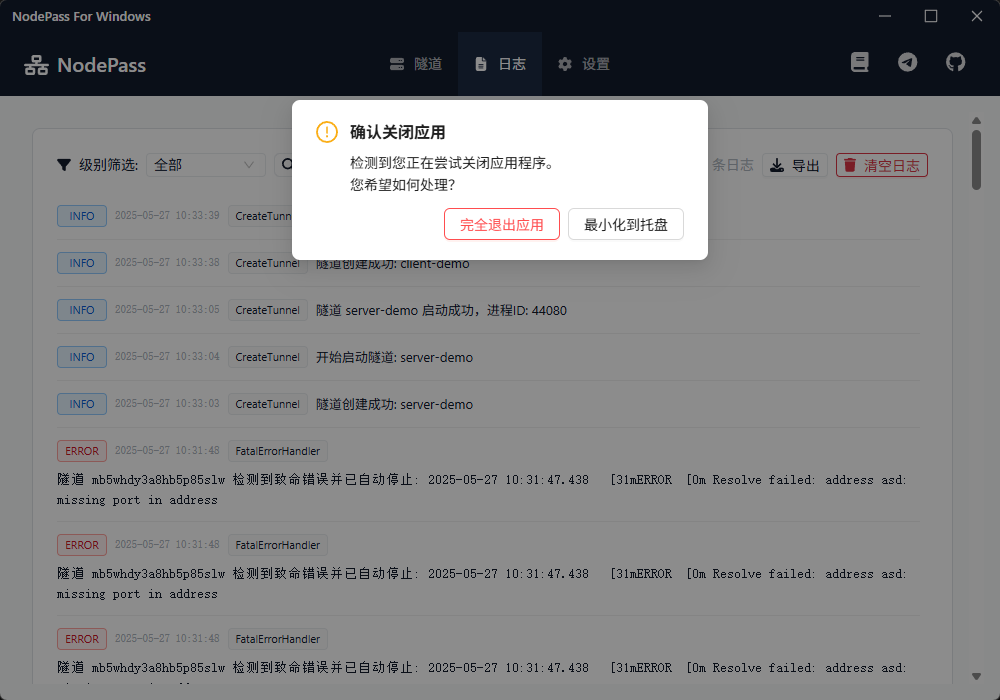 NodePass For Windows
NodePass
隧道
日志
设置
确认关闭应用
检测到您正在尝试关闭应用程序。
您希望如何处理?
完全退出应用
最小化到托盘
级别筛选:
全部
条日志
导出
清空日志
INFO 2025-05-27 10:33:39 CreateTunn
INFO 2025-05-27 10:33:38 CreateTunnel 隧道创建成功: client-demo
INFO 2025-05-27 10:33:05 CreateTunnel 隧道 server-demo 启动成功，进程ID: 44080
INFO 2025-05-27 10:33:04 CreateTunnel 开始启动隧道: server-demo
INFO 2025-05-27 10:33:03 CreateTunnel 隧道创建成功: server-demo
ERROR 2025-05-27 10:31:48 FatalErrorHandler
隧道 mb5whdy3a8hb5p85slw 检测到致命错误并已自动停止: 2025-05-27 10:31:47.438 [31mERROR [0m Resolve failed: address asd:
missing port in address
ERROR 2025-05-27 10:31:48 FatalErrorHandler
隧道 mb5whdy3a8hb5p85slw 检测到致命错误并已自动停止: 2025-05-27 10:31:47.438 [31mERROR [0m Resolve failed: address asd:
missing port in address
ERROR 2025-05-27 10:31:48 FatalErrorHandler
隧道 mb5whdy3a8hb5p85slw 检测到致命错误并已自动停止: 2025-05-27 10:31:47.438 [31mERROR [0m Resolve failed: address asd: